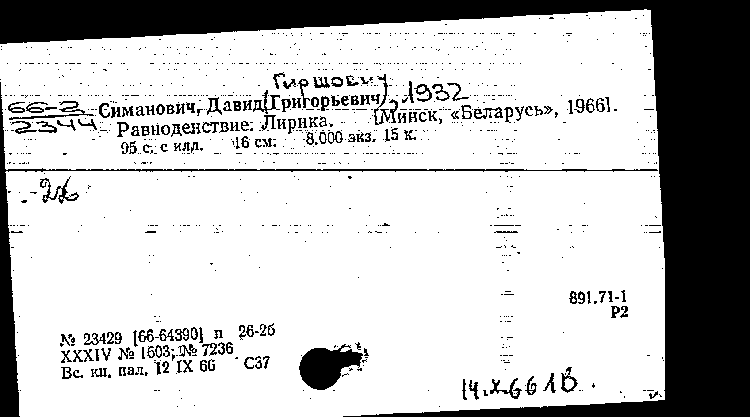 Гиршович
66-2 Симанович, Давид (Григорьевич), 1932
2344 Равноденствие. Лирика. [Минск, «Беларусь», 1966].
95 с. с илл. 16 см. 8.000 экз. 15 к.
891.71-1
Р2
№ 23429 [66-64390] п 26-26
XXXIV № 1603; № 7236
Вс. кн. пал. 12 IX 66 С37
14.X.66 1В.